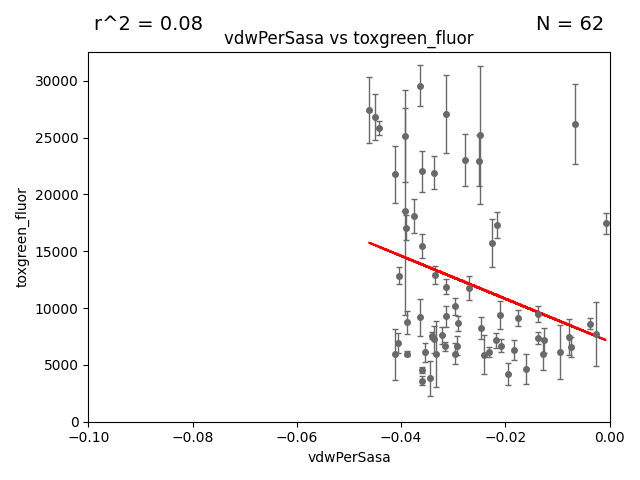 r^2 = 0.08
N = 62
vdwPerSasa vs toxgreen_fluor
30000
25000
20000
15000
10000
5000
0
toxgreen_fluor
−0.10
−0.08
−0.06
−0.04
−0.02
0.00
vdwPerSasa